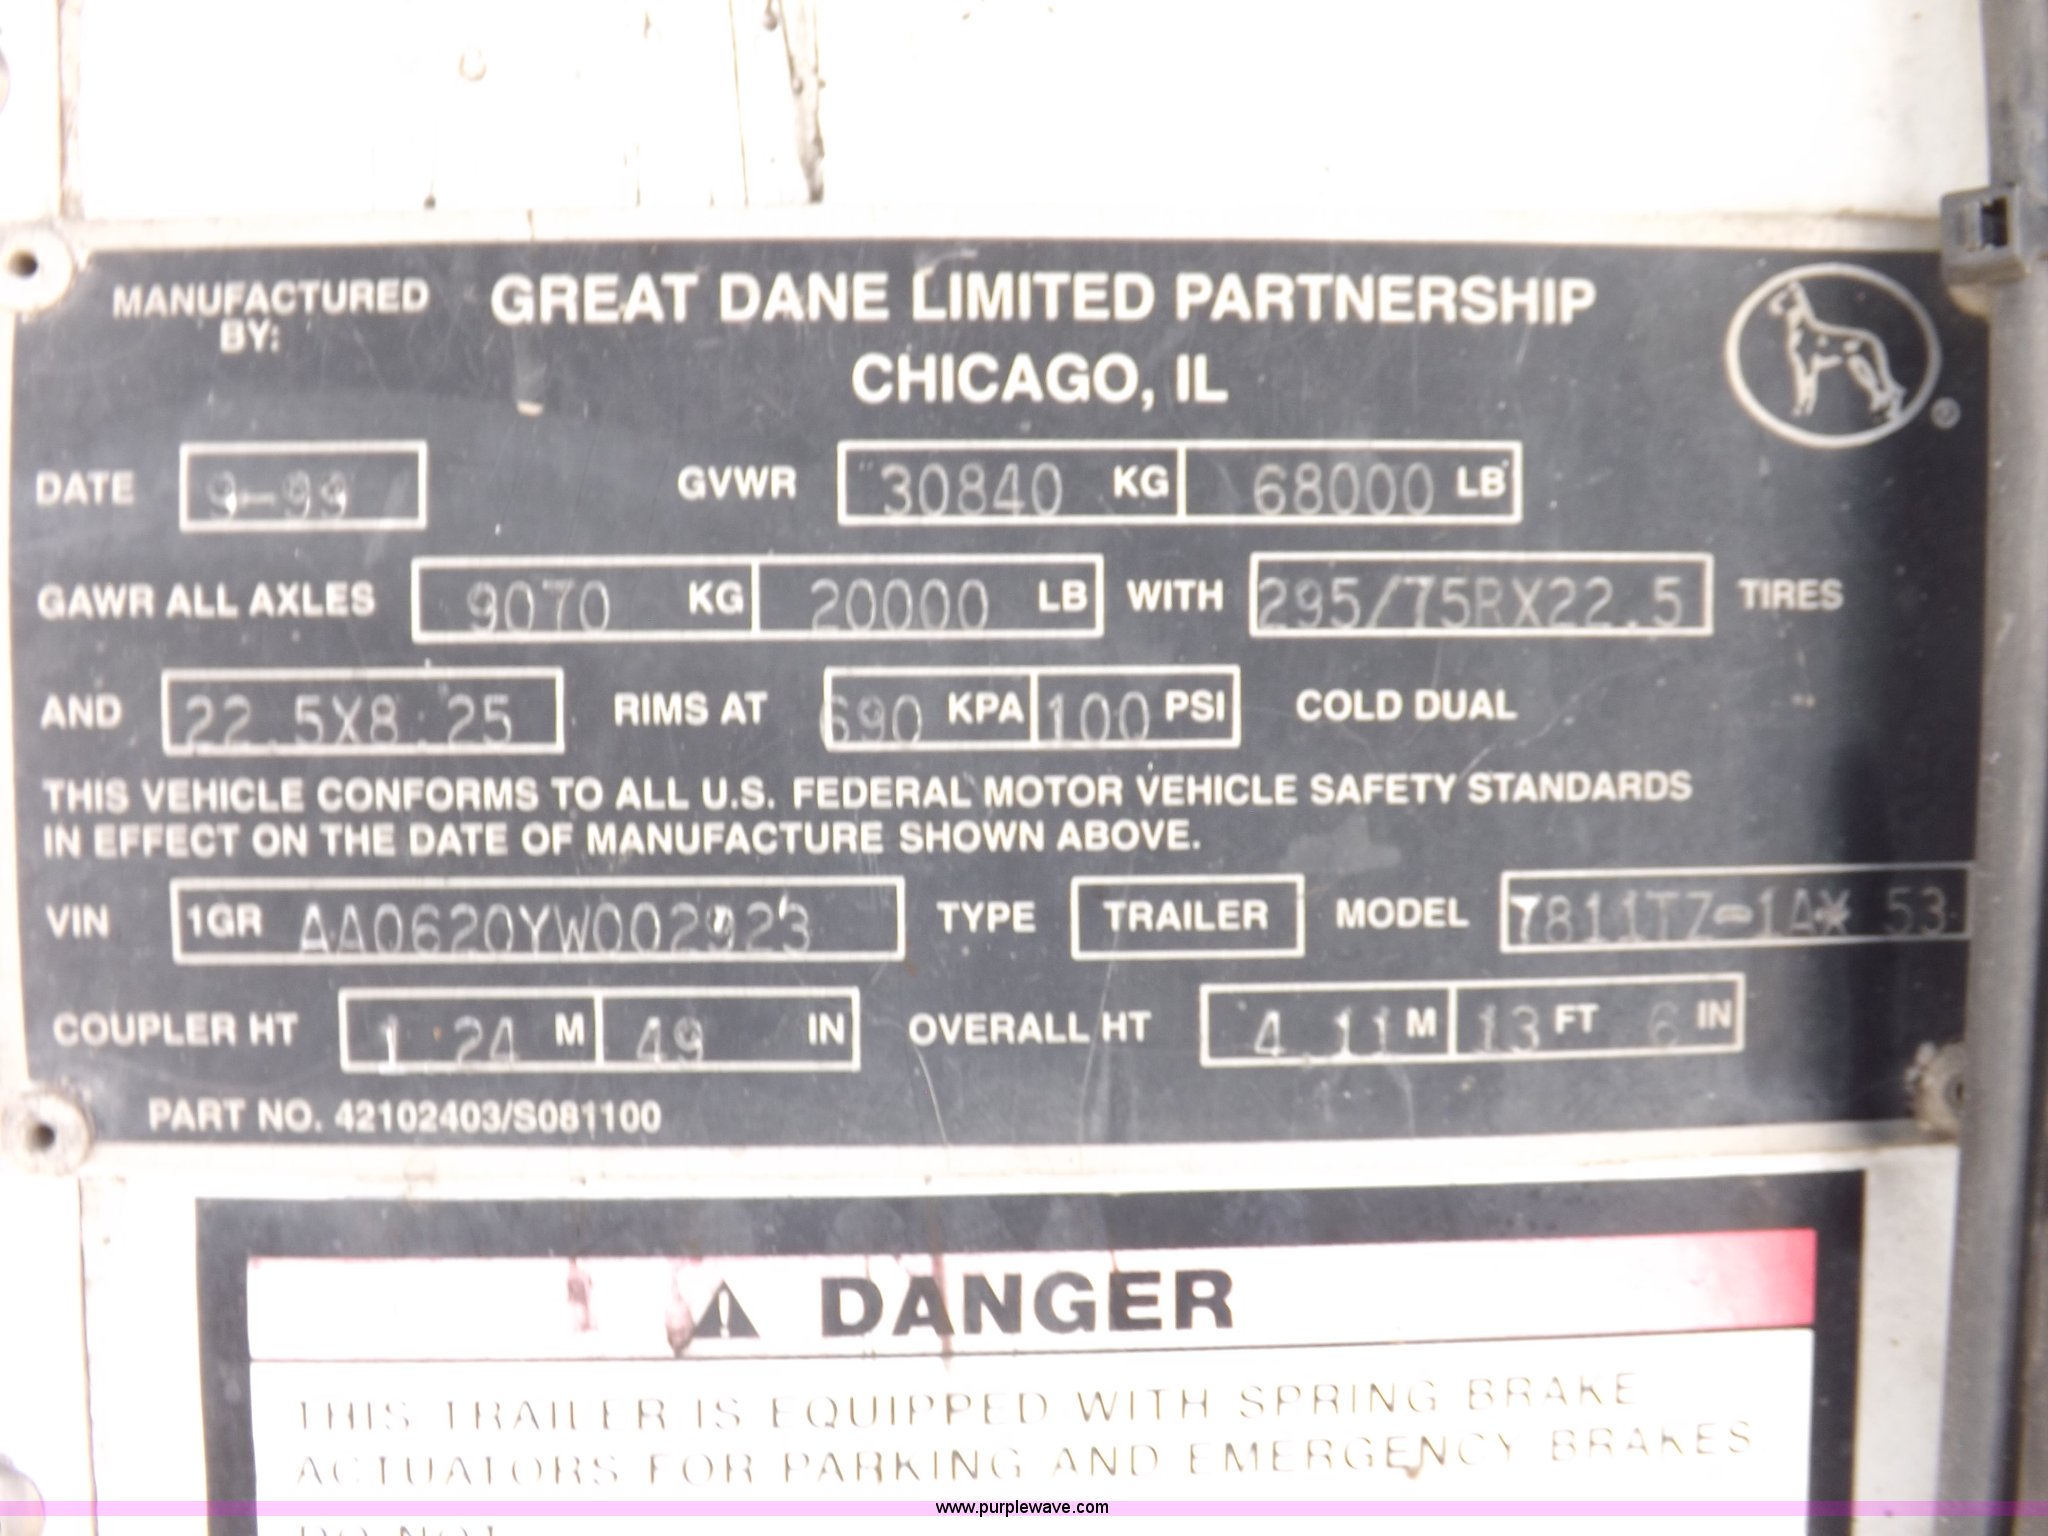 MANUFACTURED BY: GREAT DANE LIMITED PARTNERSHIP
CHICAGO, IL
DATE 9-99 GVWR 30840 KG 68000 LB
GAWR ALL AXLES 9070 KG 20000 LB WITH 295/75RX22.5 TIRES
AND 22.5X8.25 RIMS AT 690 KPA 100 PSI COLD DUAL
THIS VEHICLE CONFORMS TO ALL U.S. FEDERAL MOTOR VEHICLE SAFETY STANDARDS
IN EFFECT ON THE DATE OF MANUFACTURE SHOWN ABOVE.
VIN 1GR AA0620YW002923 TYPE TRAILER MODEL 7811TZ-1AX 53
COUPLER HT 1.24 M 49 IN OVERALL HT 4.11 M 13 FT 6 IN
PART NO. 42102403/S081100
⚠ DANGER
THIS TRAILER IS EQUIPPED WITH SPRING BRAKE
ACTUATORS FOR PARKING AND EMERGENCY BRAKES
DO NOT
www.purplewave.com